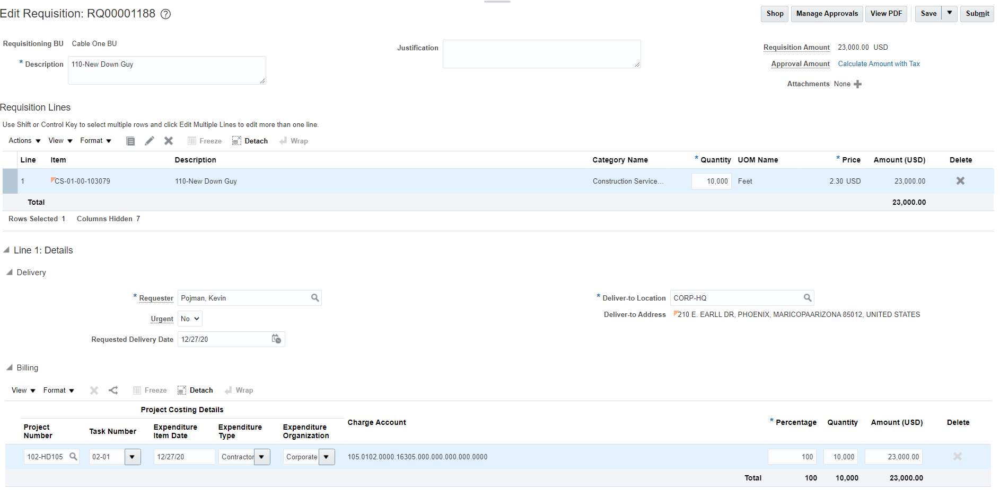 Edit Requisition: RQ00001188 ?
Shop Manage Approvals View PDF Save Submit
Requisitioning BU Cable One BU
* Description 110-New Down Guy
Justification
Requisition Amount 23,000.00 USD
Approval Amount Calculate Amount with Tax
Attachments None
Requisition Lines
Use Shift or Control Key to select multiple rows and click Edit Multiple Lines to edit more than one line.
Actions View Format Freeze Detach Wrap
Line Item Description Category Name * Quantity UOM Name * Price Amount (USD) Delete
1 CS-01-00-103079 110-New Down Guy Construction Service... 10,000 Feet 2.30 USD 23,000.00
Total 23,000.00
Rows Selected 1 Columns Hidden 7
Line 1: Details
Delivery
* Requester Pojman, Kevin
Urgent No
Requested Delivery Date 12/27/20
* Deliver-to Location CORP-HQ
Deliver-to Address 210 E. EARLL DR, PHOENIX, MARICOPAARIZONA 85012, UNITED STATES
Billing
View Format Freeze Detach Wrap
Project Costing Details
Project Number Task Number Expenditure Item Date Expenditure Type Expenditure Organization Charge Account * Percentage Quantity Amount (USD) Delete
102-HD105 02-01 12/27/20 Contractor Corporate 105.0102.0000.16305.000.000.000.000.0000 100 10,000 23,000.00
Total 100 10,000 23,000.00